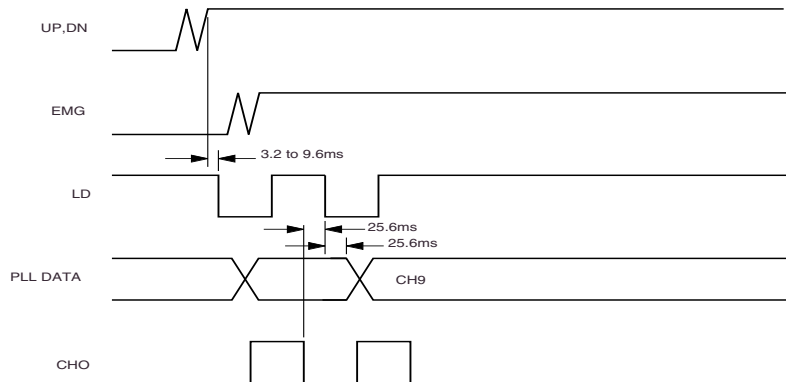 UP,DN
EMG
3.2 to 9.6ms
LD
25.6ms
25.6ms
PLL DATA
CH9
CHO